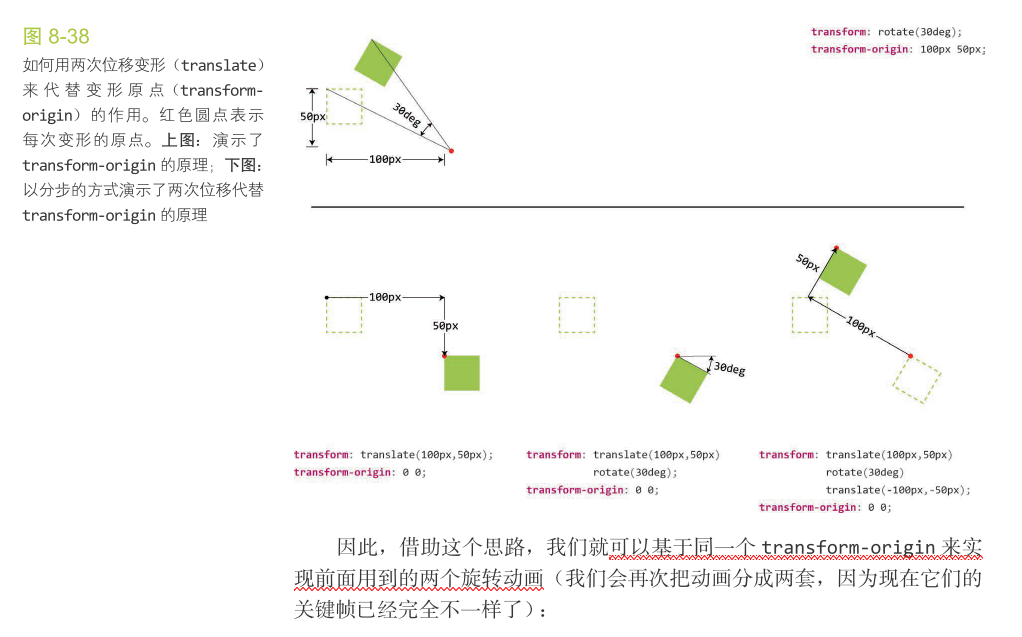 图 8-38
如何用两次位移变形（translate）
来代替变形原点（transform-
origin）的作用。红色圆点表示
每次变形的原点。上图：演示了
transform-origin 的原理；下图：
以分步的方式演示了两次位移代替
transform-origin 的原理
transform: rotate(30deg);
transform-origin: 100px 50px;
50px
30deg
100px
100px
50px
30deg
50px
100px
transform: translate(100px,50px);
transform-origin: 0 0;
transform: translate(100px,50px)
rotate(30deg);
transform-origin: 0 0;
transform: translate(100px,50px)
rotate(30deg)
translate(-100px,-50px);
transform-origin: 0 0;
因此，借助这个思路，我们就可以基于同一个 transform-origin 来实
现前面用到的两个旋转动画（我们会再次把动画分成两套，因为现在它们的
关键帧已经完全不一样了）：